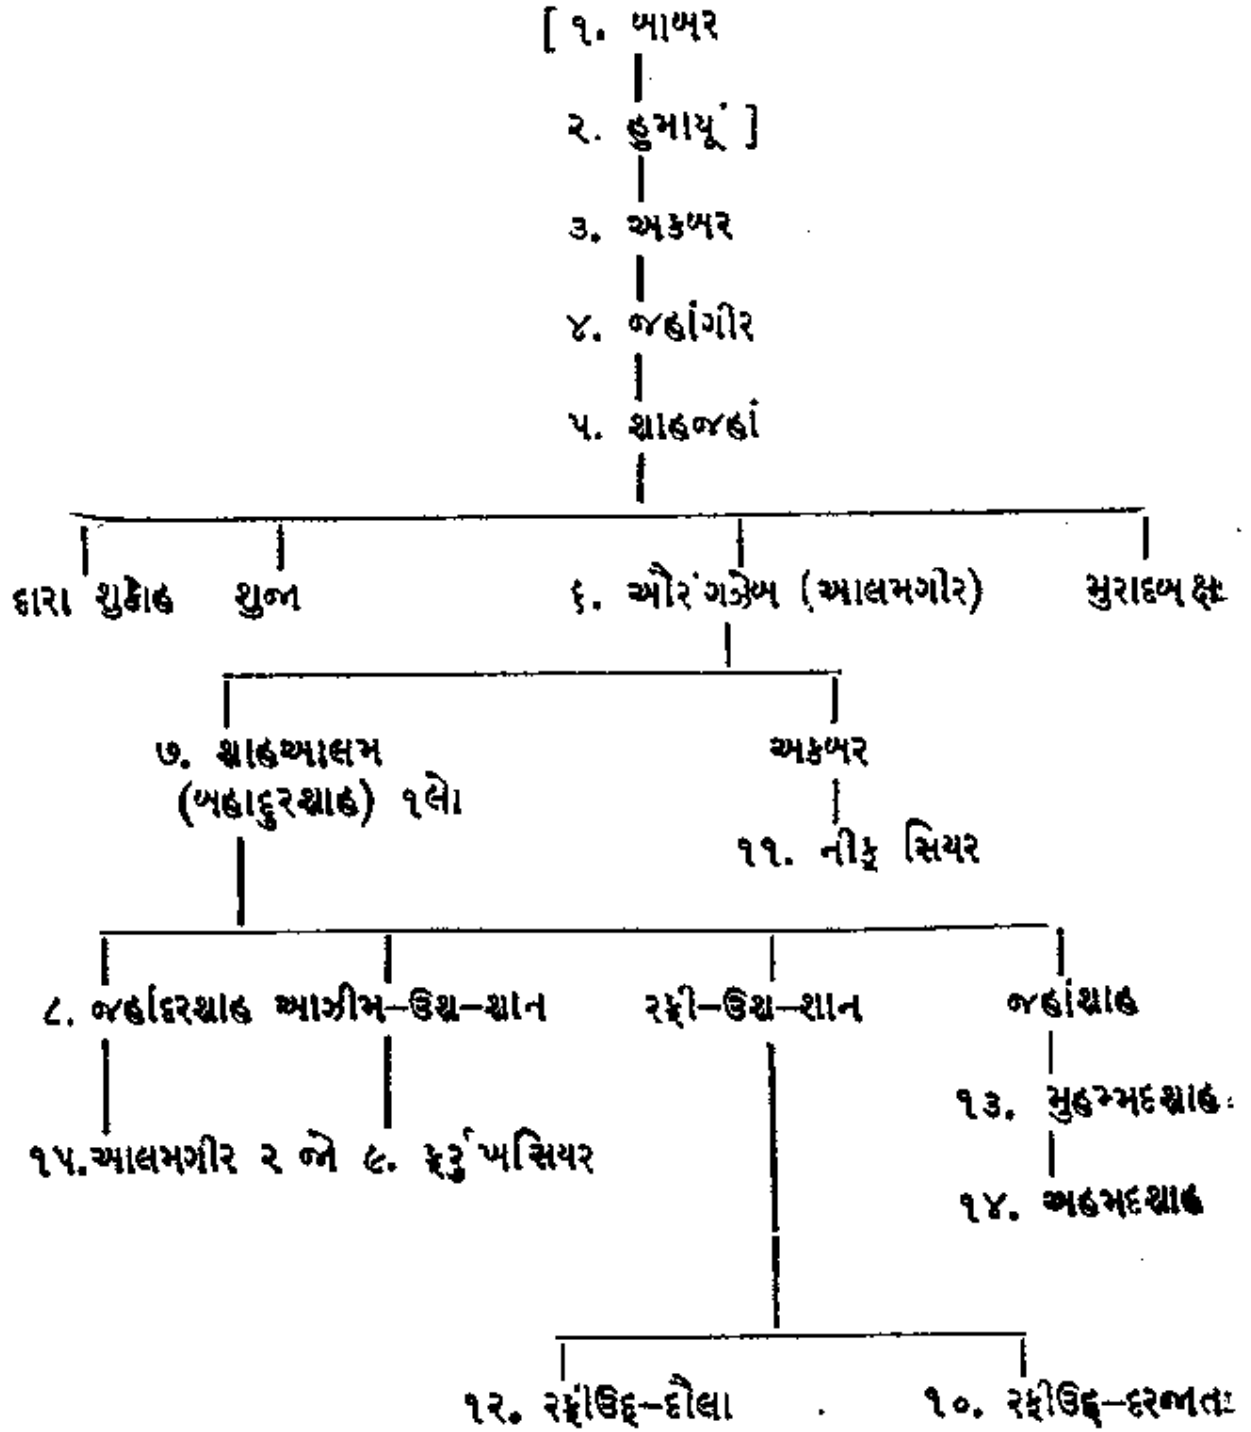 [ ૧. બાબર
૨. હુમાયૂં ]
૩. અકબર
૪. જહાંગીર
૫. શાહજહાં
દારા શુકોહ શુજા ૬. ઔરંગઝેબ (આલમગીર) મુરાદબક્ષ
૭. શાહઆલમ અકબર
(બહાદુરશાહ) ૧લો
૧૧. નીકૂ સિયર
૮. જહાંદરશાહ આઝીમ-ઉશ-શાન રફી-ઉશ-શાન જહાંશાહ
૧૩. મુહમ્મદશાહ
૧૫. આલમગીર ૨ જો ૯. ફર્રુખસિયર
૧૪. અહમદશાહ
૧૨. રફીઉદ્દ-દૌલા ૧૦. રફીઉદ્દ-દરજાત